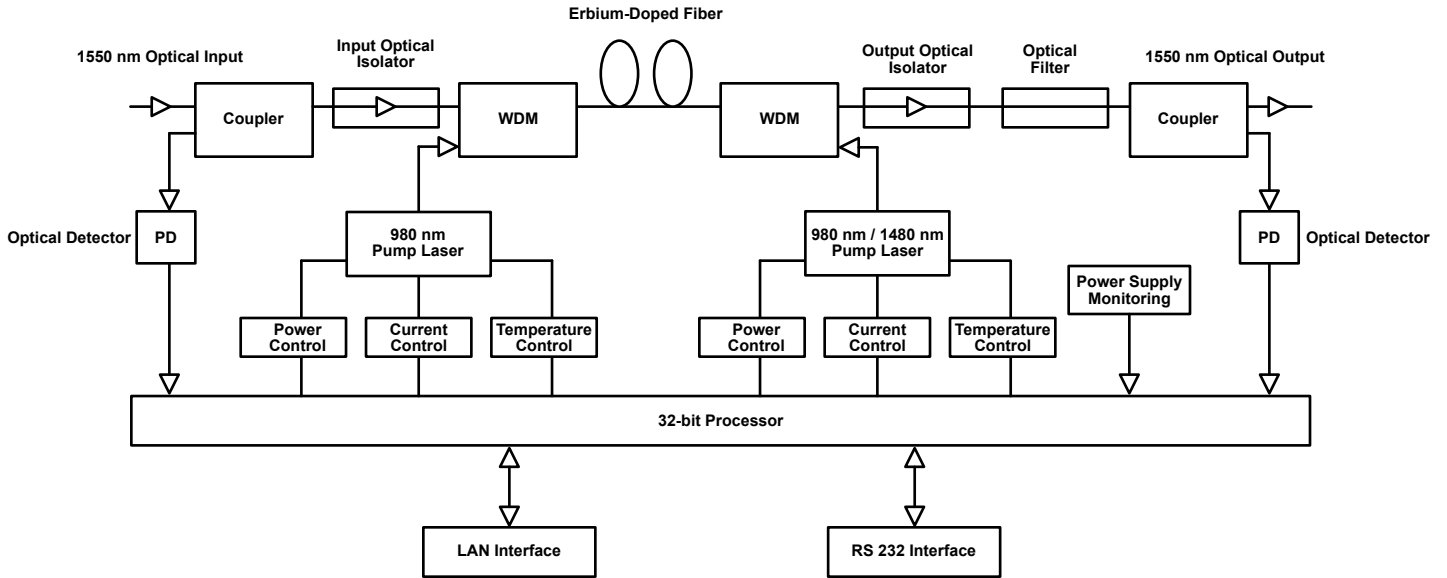 Erbium-Doped Fiber
1550 nm Optical Input
Input Optical
Isolator
Output Optical
Isolator
Optical
Filter
1550 nm Optical Output
Coupler
WDM
WDM
Coupler
Optical Detector
PD
980 nm
Pump Laser
980 nm / 1480 nm
Pump Laser
PD
Optical Detector
Power Supply
Monitoring
Power
Control
Current
Control
Temperature
Control
Power
Control
Current
Control
Temperature
Control
32-bit Processor
LAN Interface
RS 232 Interface